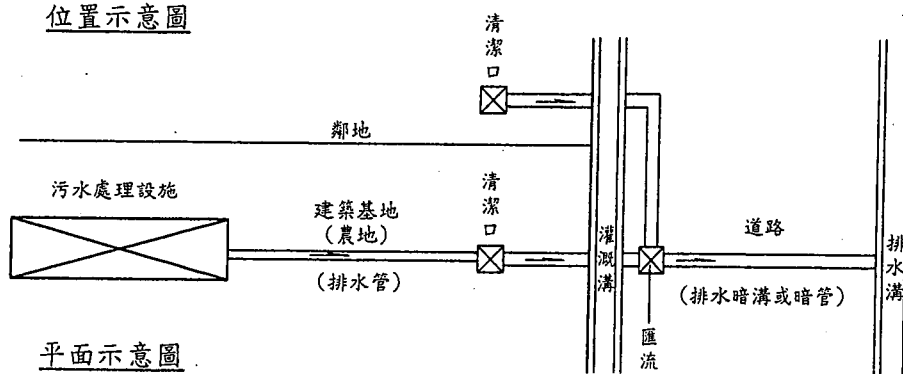 位置示意圖
清潔口
鄰地
污水處理設施
清潔口
建築基地
(農地)
(排水管)
灌溉溝
道路
(排水暗溝或暗管)
排水溝
匯流
平面示意圖